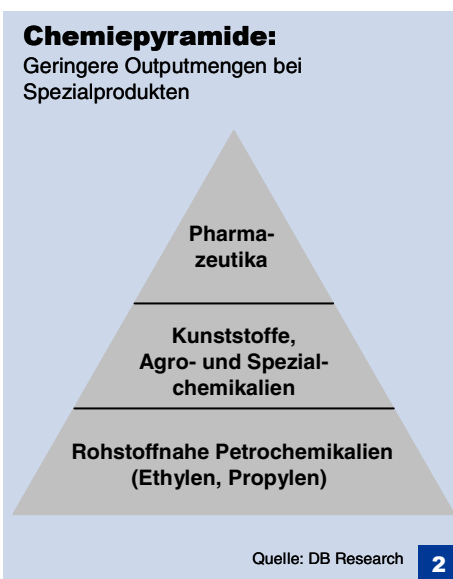 Chemiepyramide:
Geringere Outputmengen bei
Spezialprodukten
Pharma-
zeutika
Kunststoffe,
Agro- und Spezial-
chemikalien
Rohstoffnahe Petrochemikalien
(Ethylen, Propylen)
Quelle: DB Research
2